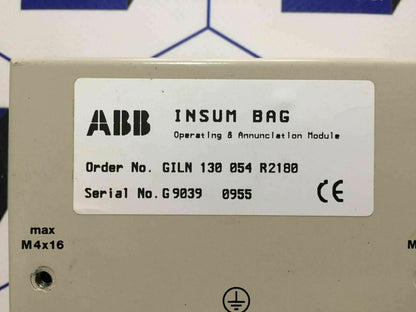 ABB INSUM BAG
Operating & Annunciation Module
Order No. GILN 130 054 R2180
Serial No. G9039 0955
CE
max
M4x16
M